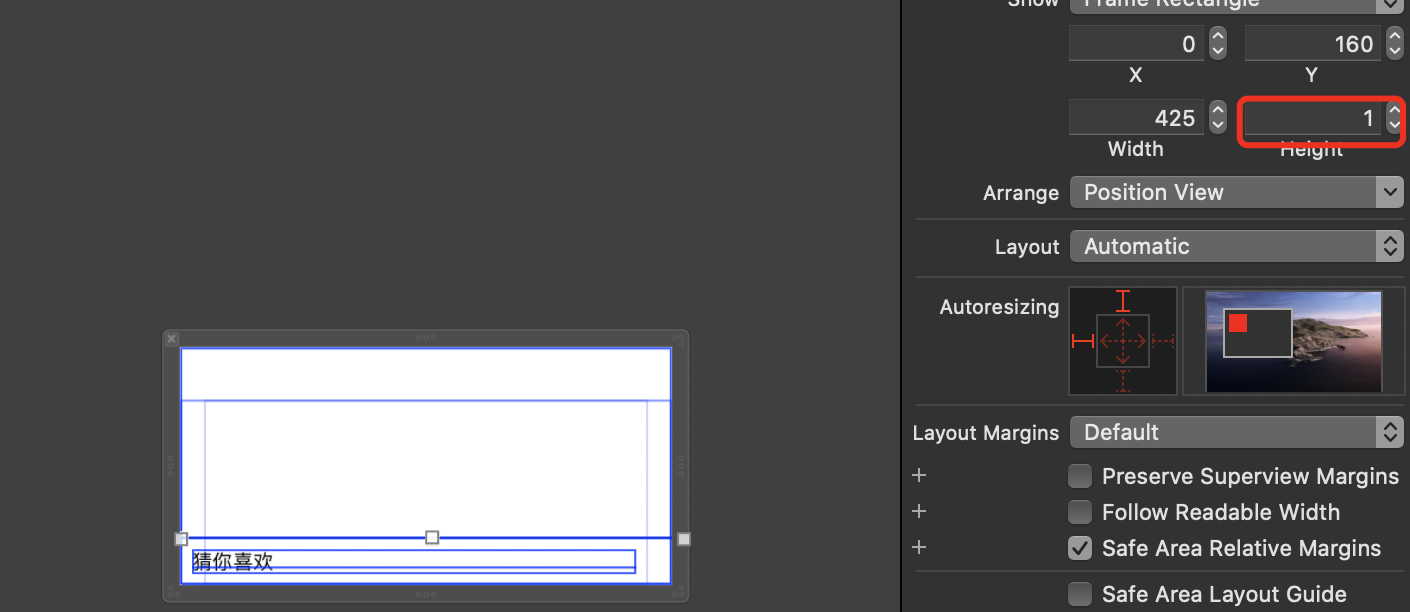 Show Frame Rectangle
0 160
X Y
425 1
Width Height
Arrange Position View
Layout Automatic
Autoresizing
Layout Margins Default
Preserve Superview Margins
Follow Readable Width
Safe Area Relative Margins
Safe Area Layout Guide
猜你喜欢